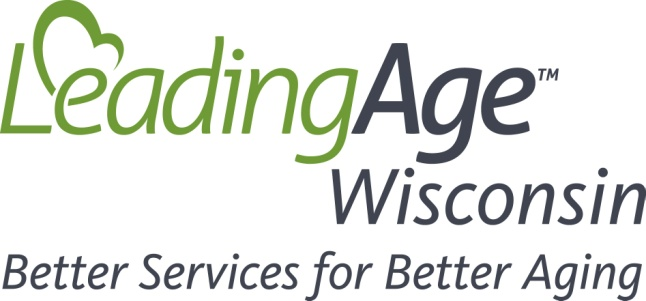 LeadingAge™
Wisconsin
Better Services for Better Aging